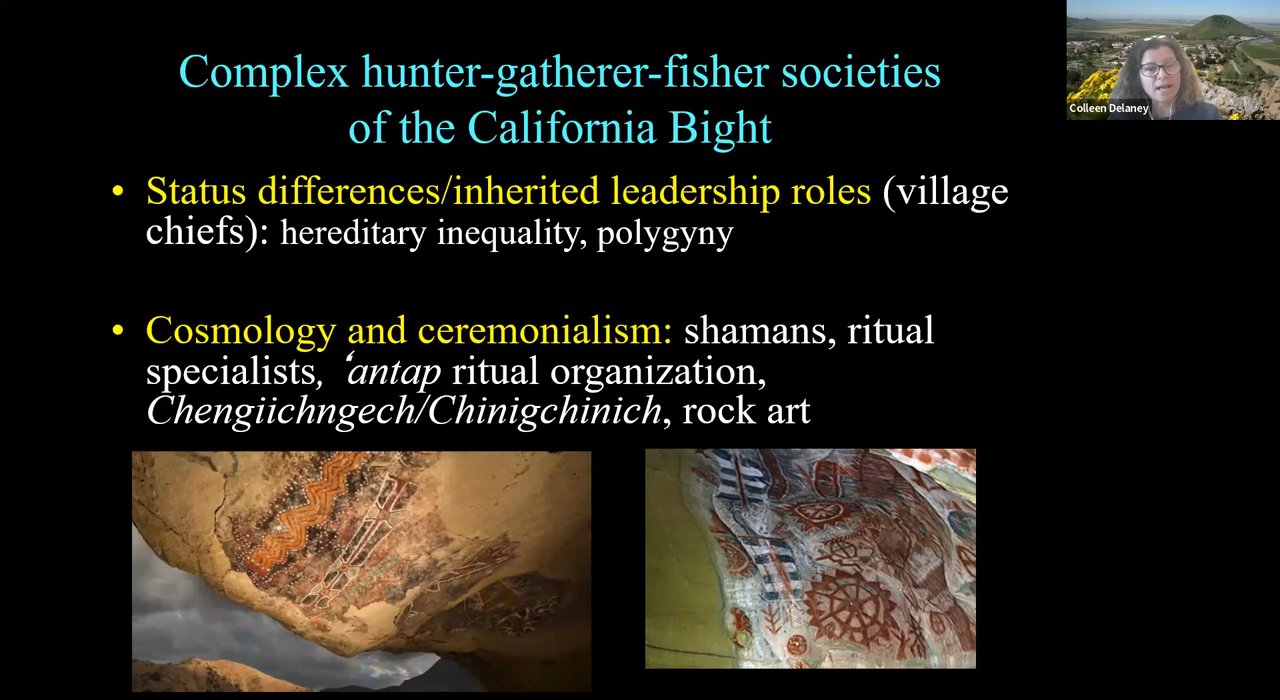 Complex hunter-gatherer-fisher societies
of the California Bight
• Status differences/inherited leadership roles (village
chiefs): hereditary inequality, polygyny
• Cosmology and ceremonialism: shamans, ritual
specialists, ‘antap ritual organization,
Chengiichngech/Chinigchinich, rock art
Colleen Delaney